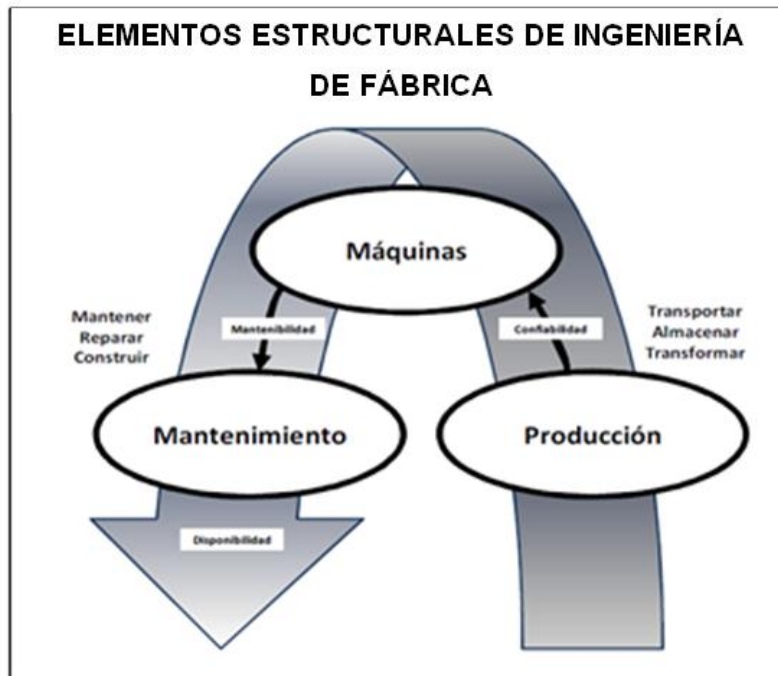 ELEMENTOS ESTRUCTURALES DE INGENIERÍA
DE FÁBRICA
Máquinas
Mantener
Reparar
Construir
Mantenibilidad
Confiabilidad
Transportar
Almacenar
Transformar
Mantenimiento
Producción
Disponibilidad